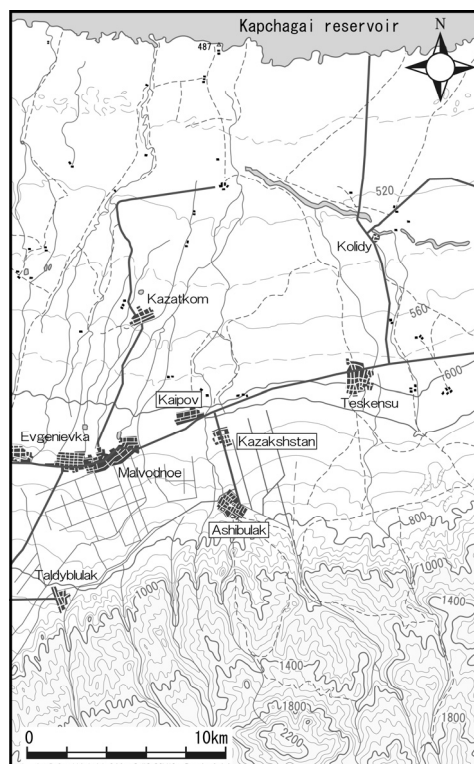 Kapchagai reservoir
487
N
520
Kolidy
Kazatkom
560
600
Teskensu
Kaipov
Evgenievka
Kazakshstan
Malvodnoe
Ashibulak
800
1000
Taldyblulak
1000
1400
1400
1800
1800
2200
0
10km